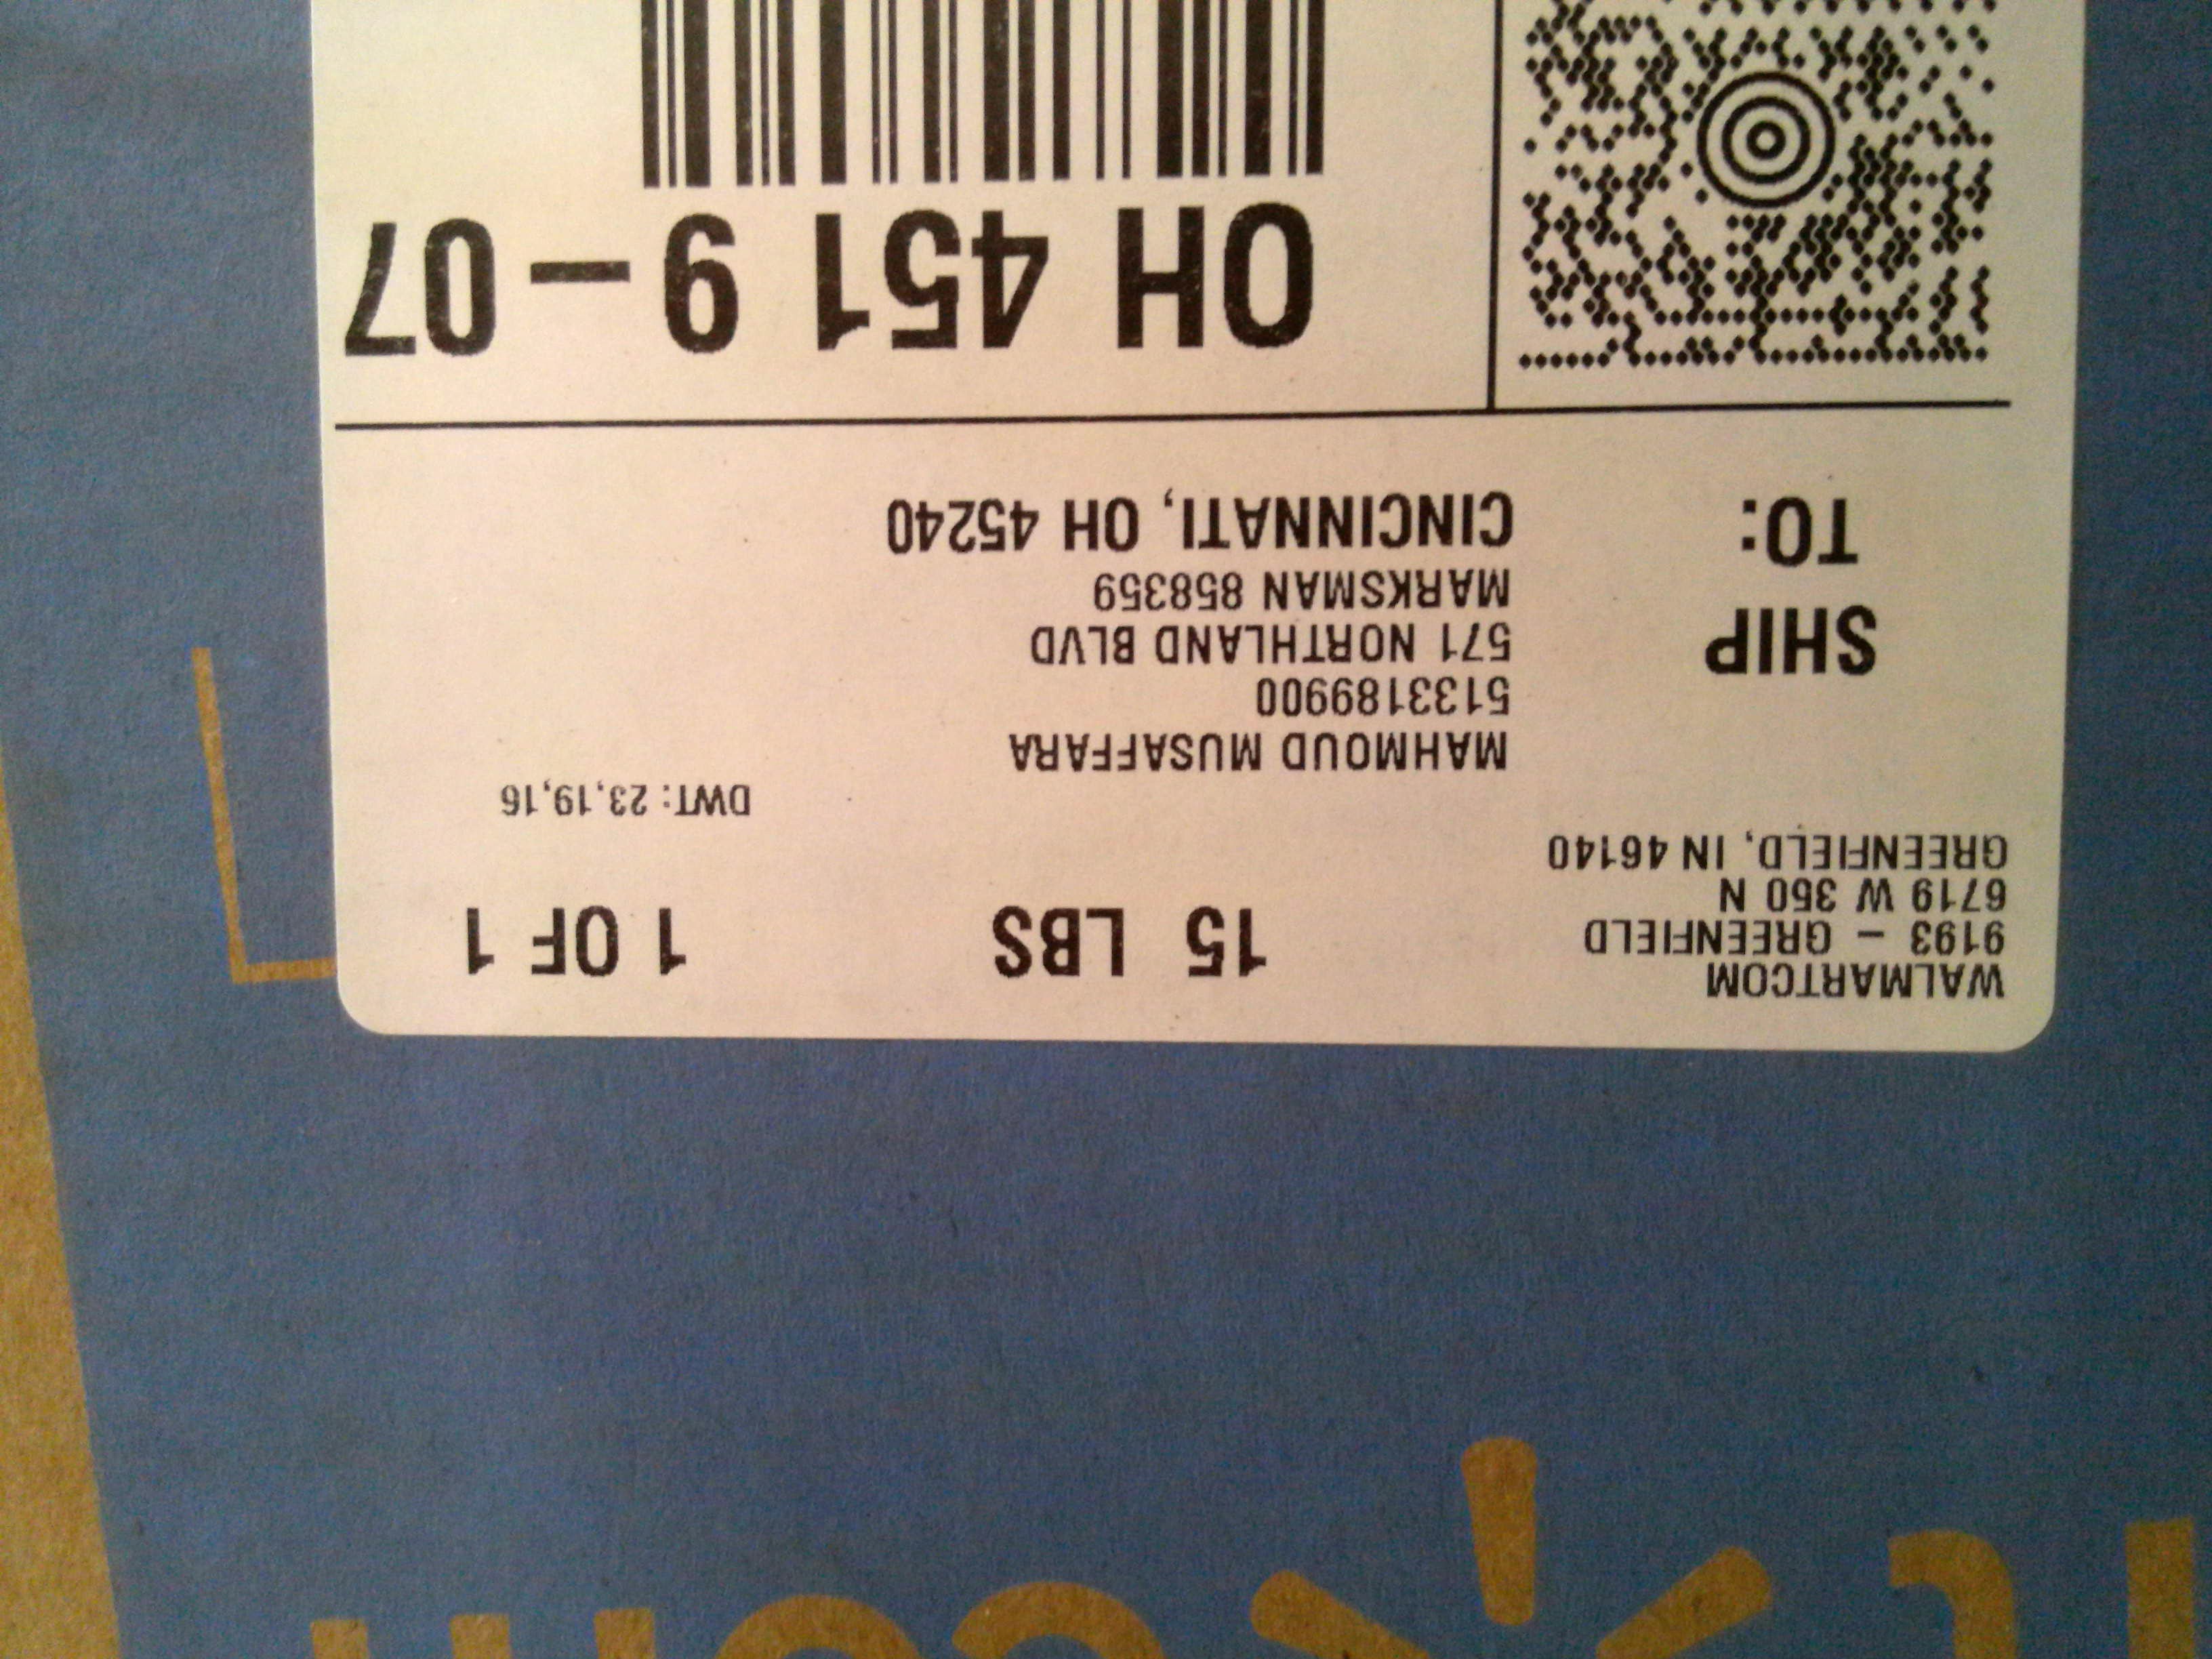 WALMARTCOM
9193 - GREENFIELD
6719 W 350 N
GREENFIELD, IN 46140
15 LBS
1 OF 1
DWT: 23,19,16
SHIP
TO:
MAHMOUD MUSAFFARA
5133189900
571 NORTHLAND BLVD
MARKSMAN 858359
CINCINNATI, OH 45240
OH 451 9-07